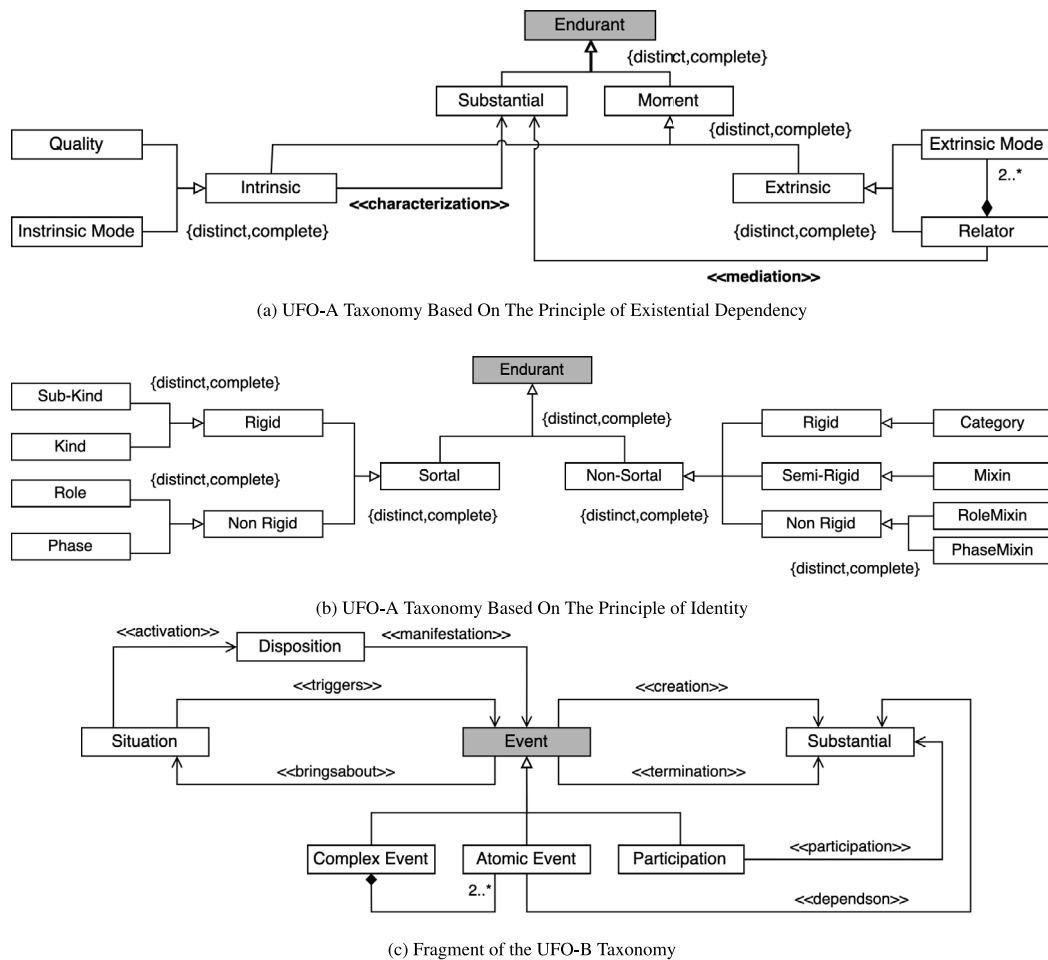 Endurant
{distinct,complete}
Substantial
Moment
{distinct,complete}
Quality
Extrinsic Mode
2..*
Intrinsic
<<characterization>>
Extrinsic
Instrinsic Mode
{distinct,complete}
{distinct,complete}
Relator
<<mediation>>
(a) UFO-A Taxonomy Based On The Principle of Existential Dependency
Endurant
{distinct,complete}
Sub-Kind
{distinct,complete}
Rigid
Rigid
Category
Kind
Sortal
Non-Sortal
Semi-Rigid
Mixin
Role
{distinct,complete}
{distinct,complete}
{distinct,complete}
Non Rigid
Non Rigid
RoleMixin
Phase
PhaseMixin
{distinct,complete}
(b) UFO-A Taxonomy Based On The Principle of Identity
<<activation>>
Disposition
<<manifestation>>
<<triggers>>
<<creation>>
Situation
Event
Substantial
<<bringsabout>>
<<termination>>
Complex Event
Atomic Event
Participation
<<participation>>
2..*
<<dependson>>
(c) Fragment of the UFO-B Taxonomy